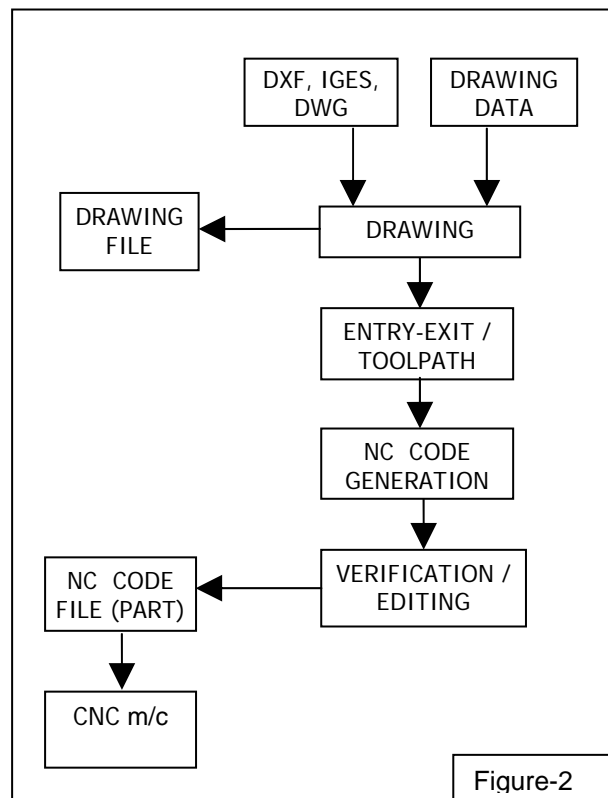 DXF, IGES,
DWG
DRAWING
DATA
DRAWING
FILE
DRAWING
ENTRY-EXIT /
TOOLPATH
NC CODE
GENERATION
VERIFICATION /
EDITING
NC CODE
FILE (PART)
CNC m/c
Figure-2